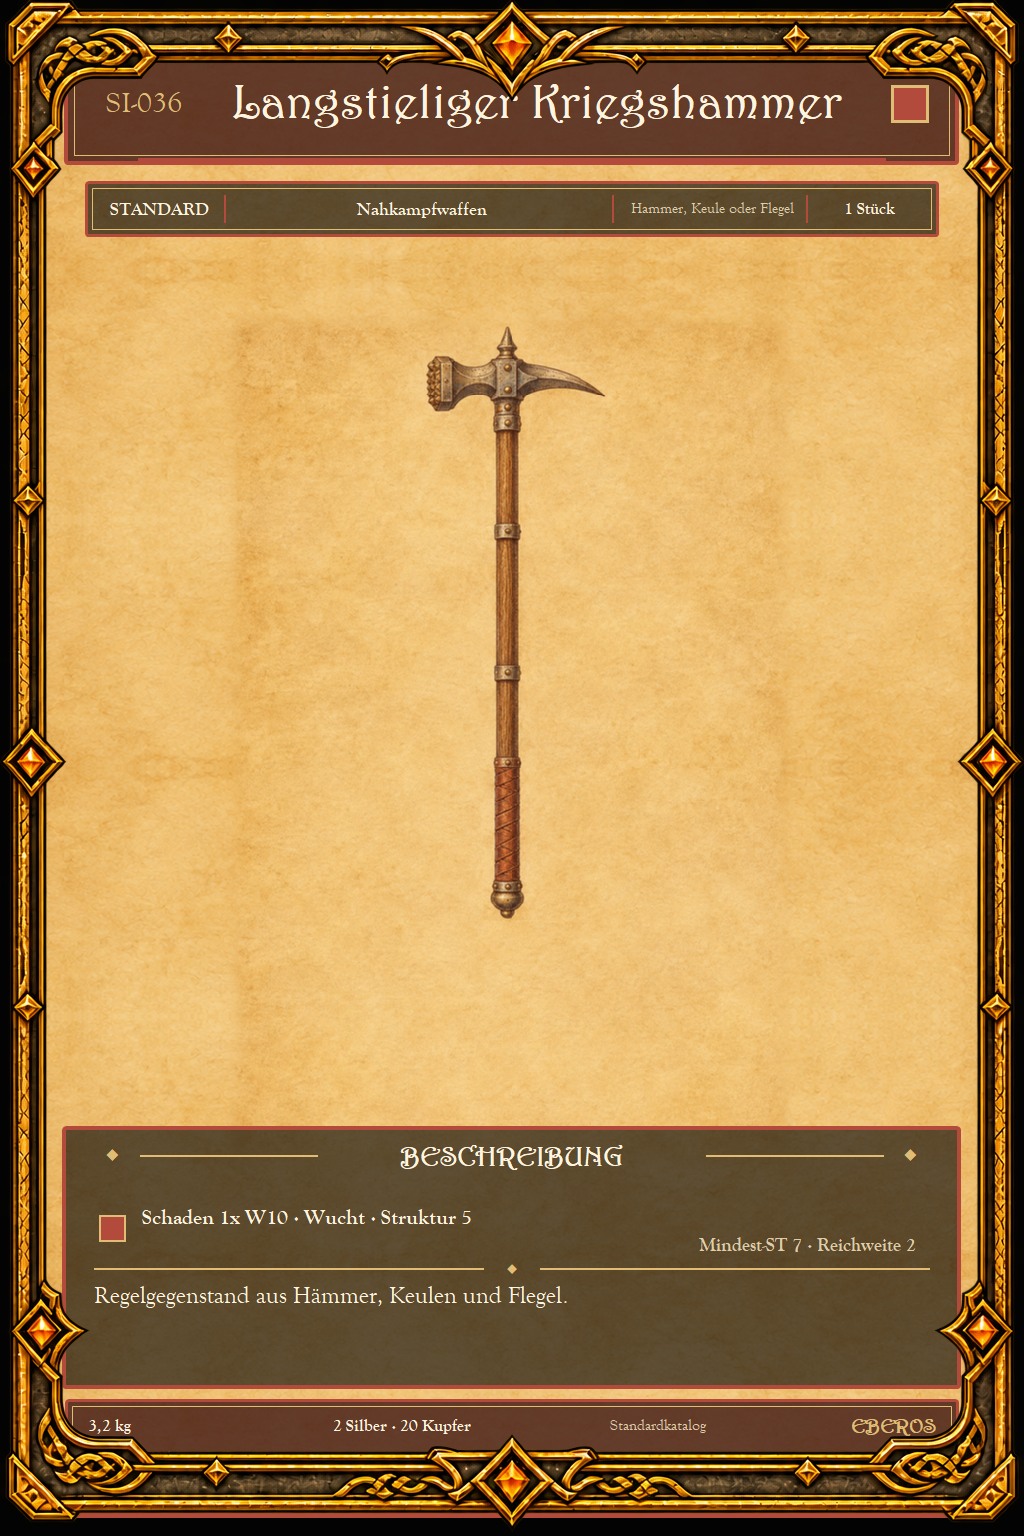 SI-036
Langstieliger Kriegshammer
STANDARD
Nahkampfwaffen
Hammer, Keule oder Flegel
1 Stück
BESCHREIBUNG
Schaden 1x W10 · Wucht · Struktur 5
Mindest-ST 7 · Reichweite 2
Regelgegenstand aus Hämmer, Keulen und Flegel.
3,2 kg
2 Silber · 20 Kupfer
Standardkatalog
EBEROS